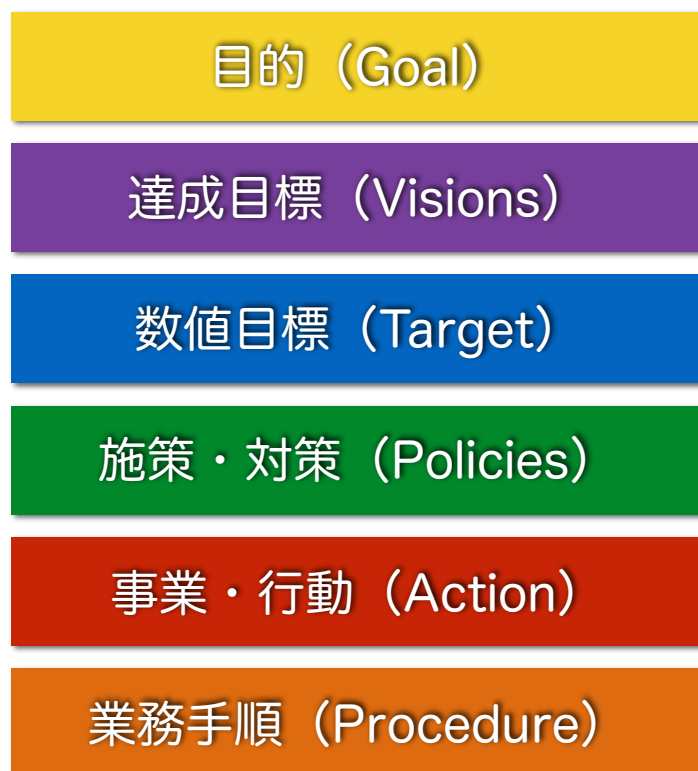 目的（Goal）
達成目標（Visions）
数値目標（Target）
施策・対策（Policies）
事業・行動（Action）
業務手順（Procedure）